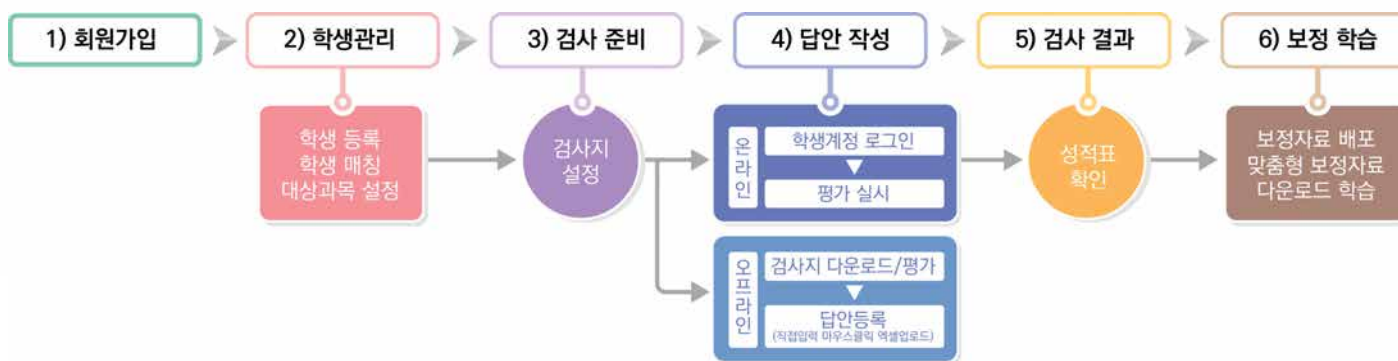 1) 회원가입
2) 학생관리
3) 검사 준비
4) 답안 작성
5) 검사 결과
6) 보정 학습
학생 등록
학생 매칭
대상과목 설정
검사지
설정
온라인
학생계정 로그인
평가 실시
오프라인
검사지 다운로드/평가
답안등록
(직접입력 마우스클릭 엑셀업로드)
성적표
확인
보정자료 배포
맞춤형 보정자료
다운로드 학습